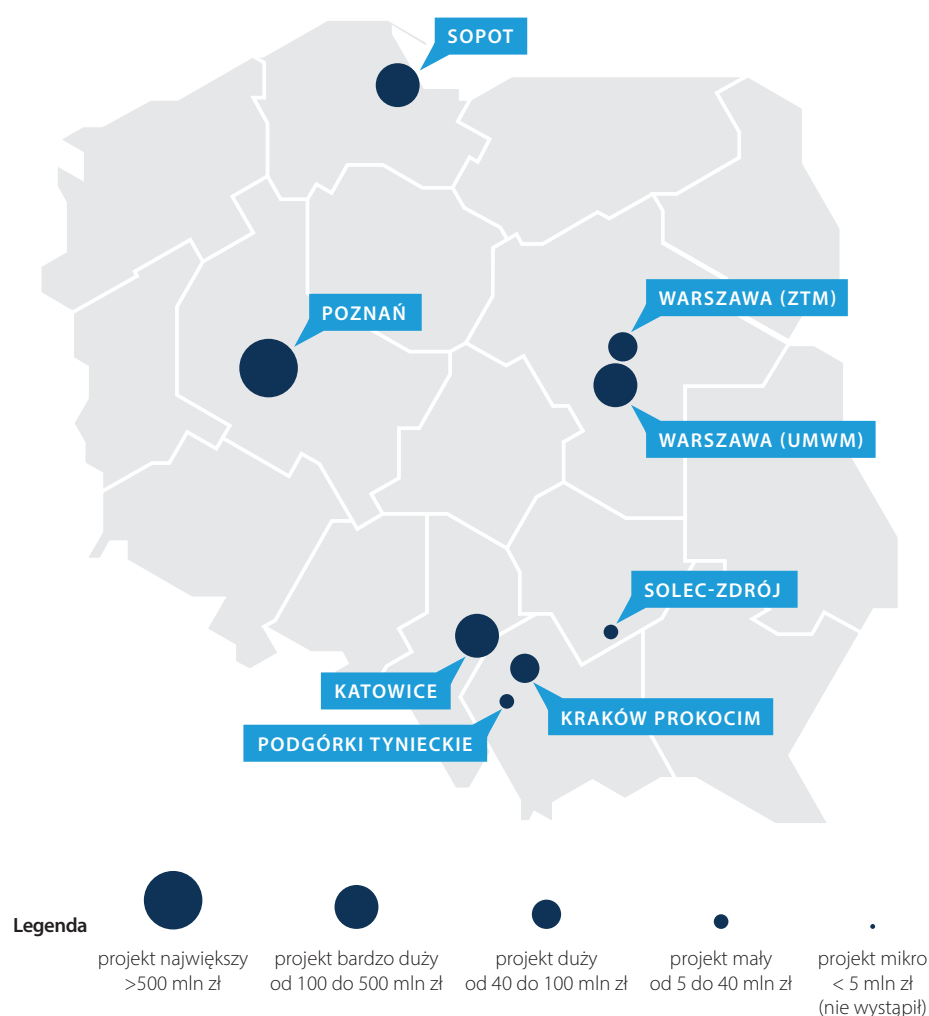 SOPOT
POZNAŃ
WARSZAWA (ZTM)
WARSZAWA (UMWM)
SOLEC-ZDRÓJ
KATOWICE
KRAKÓW PROKOCIM
PODGÓRKI TYNIECKIE
Legenda
projekt największy
>500 mln zł
projekt bardzo duży
od 100 do 500 mln zł
projekt duży
od 40 do 100 mln zł
projekt mały
od 5 do 40 mln zł
projekt mikro
< 5 mln zł
(nie wystąpił)